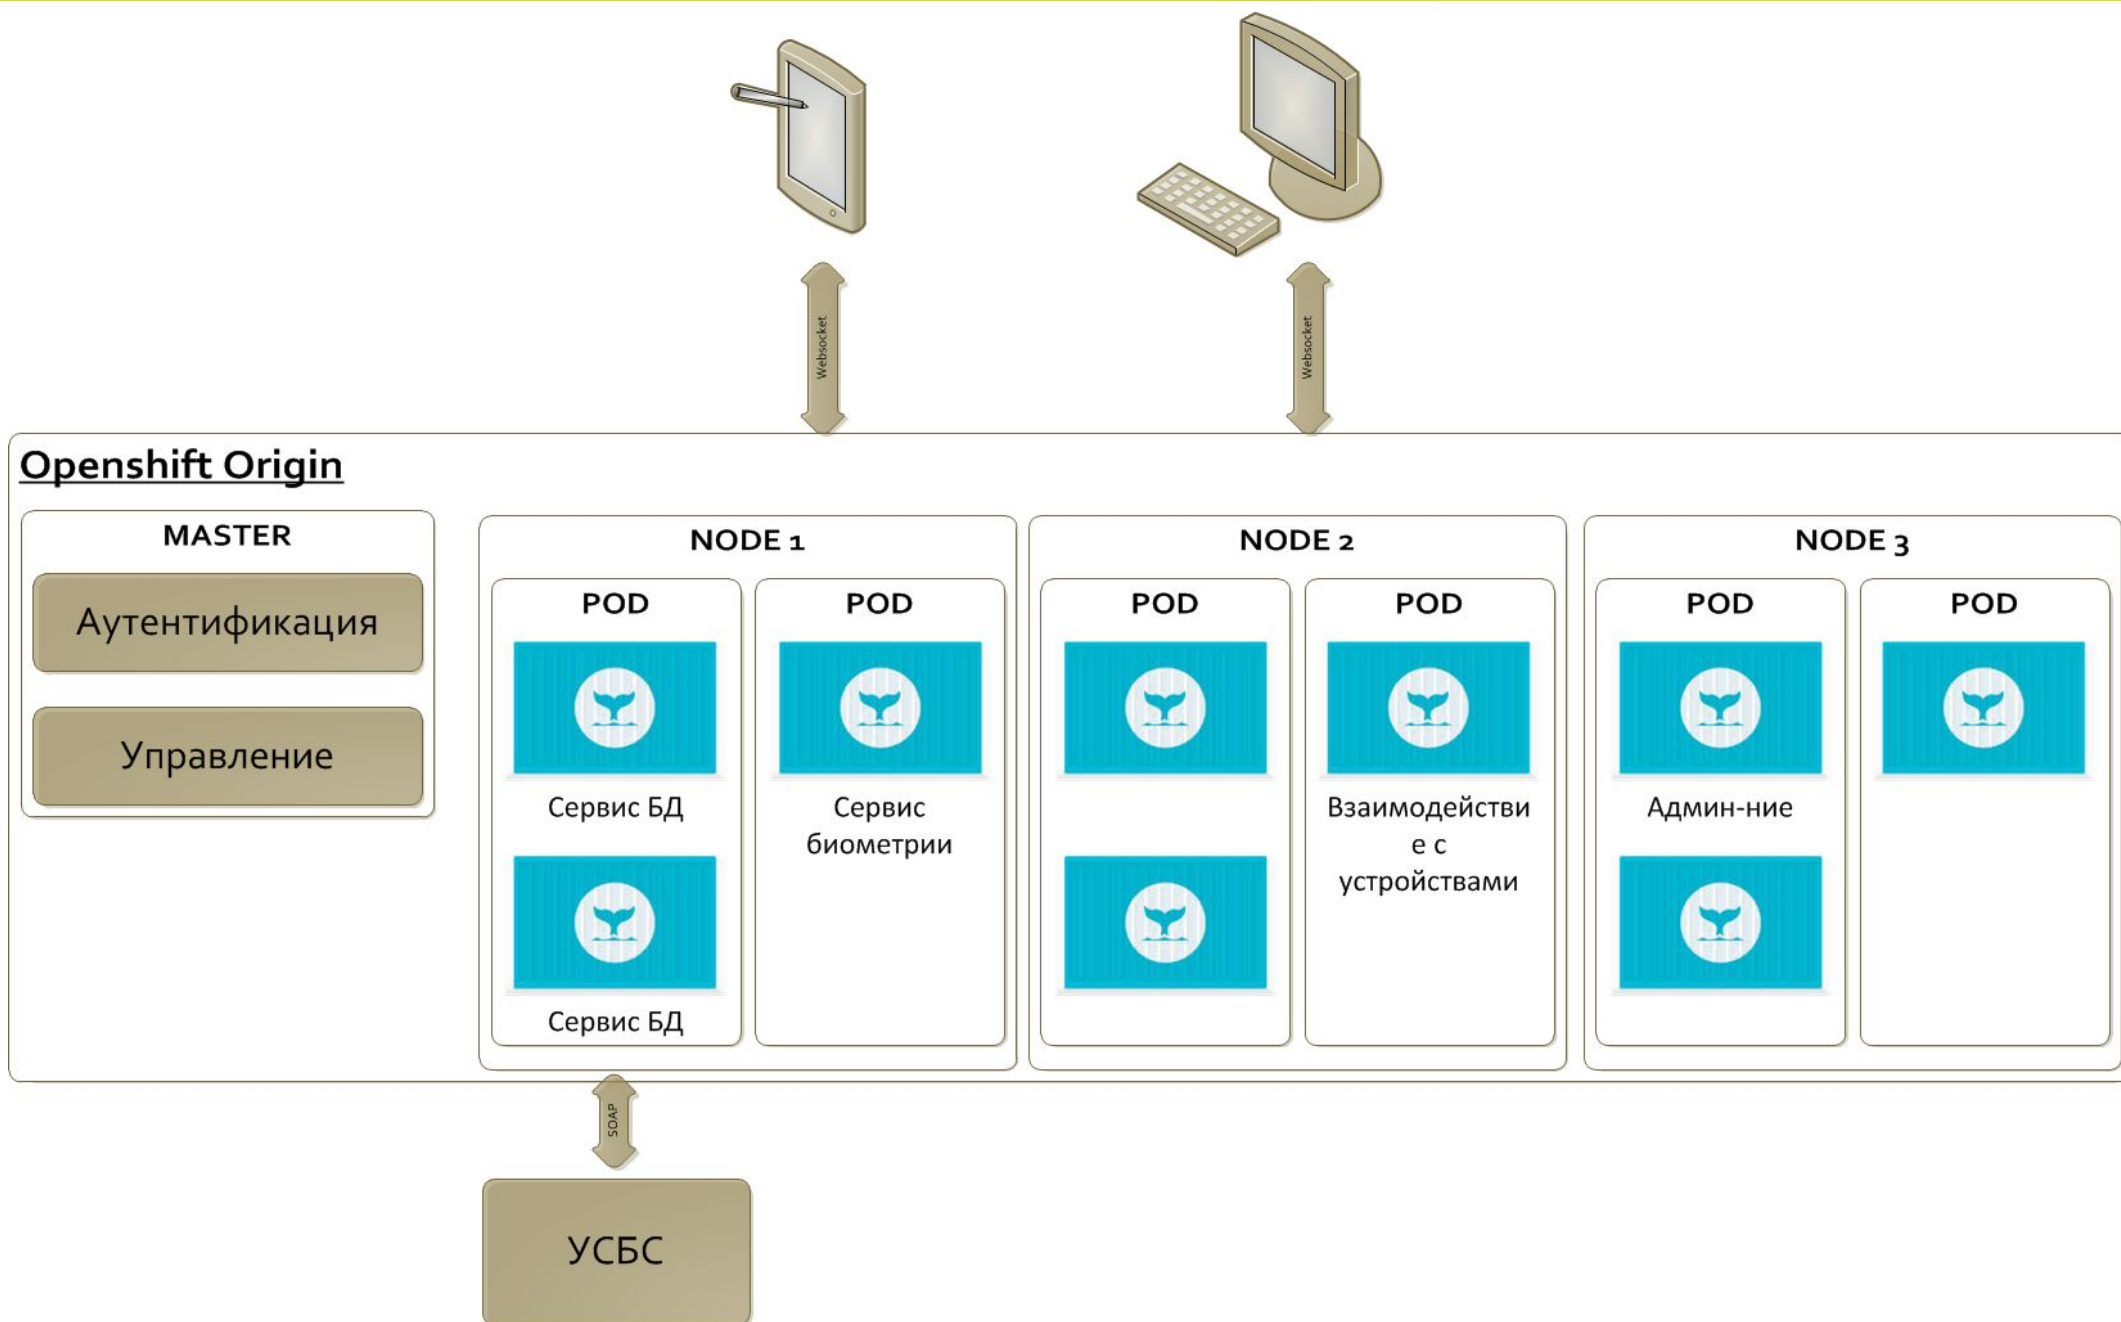 Websocket
Websocket
Openshift Origin
MASTER
Аутентификация
Управление
NODE 1
POD
Сервис БД
Сервис БД
POD
Сервис
биометрии
NODE 2
POD
POD
Взаимодействи
е с
устройствами
NODE 3
POD
Админ-ние
POD
SOAP
УСБС